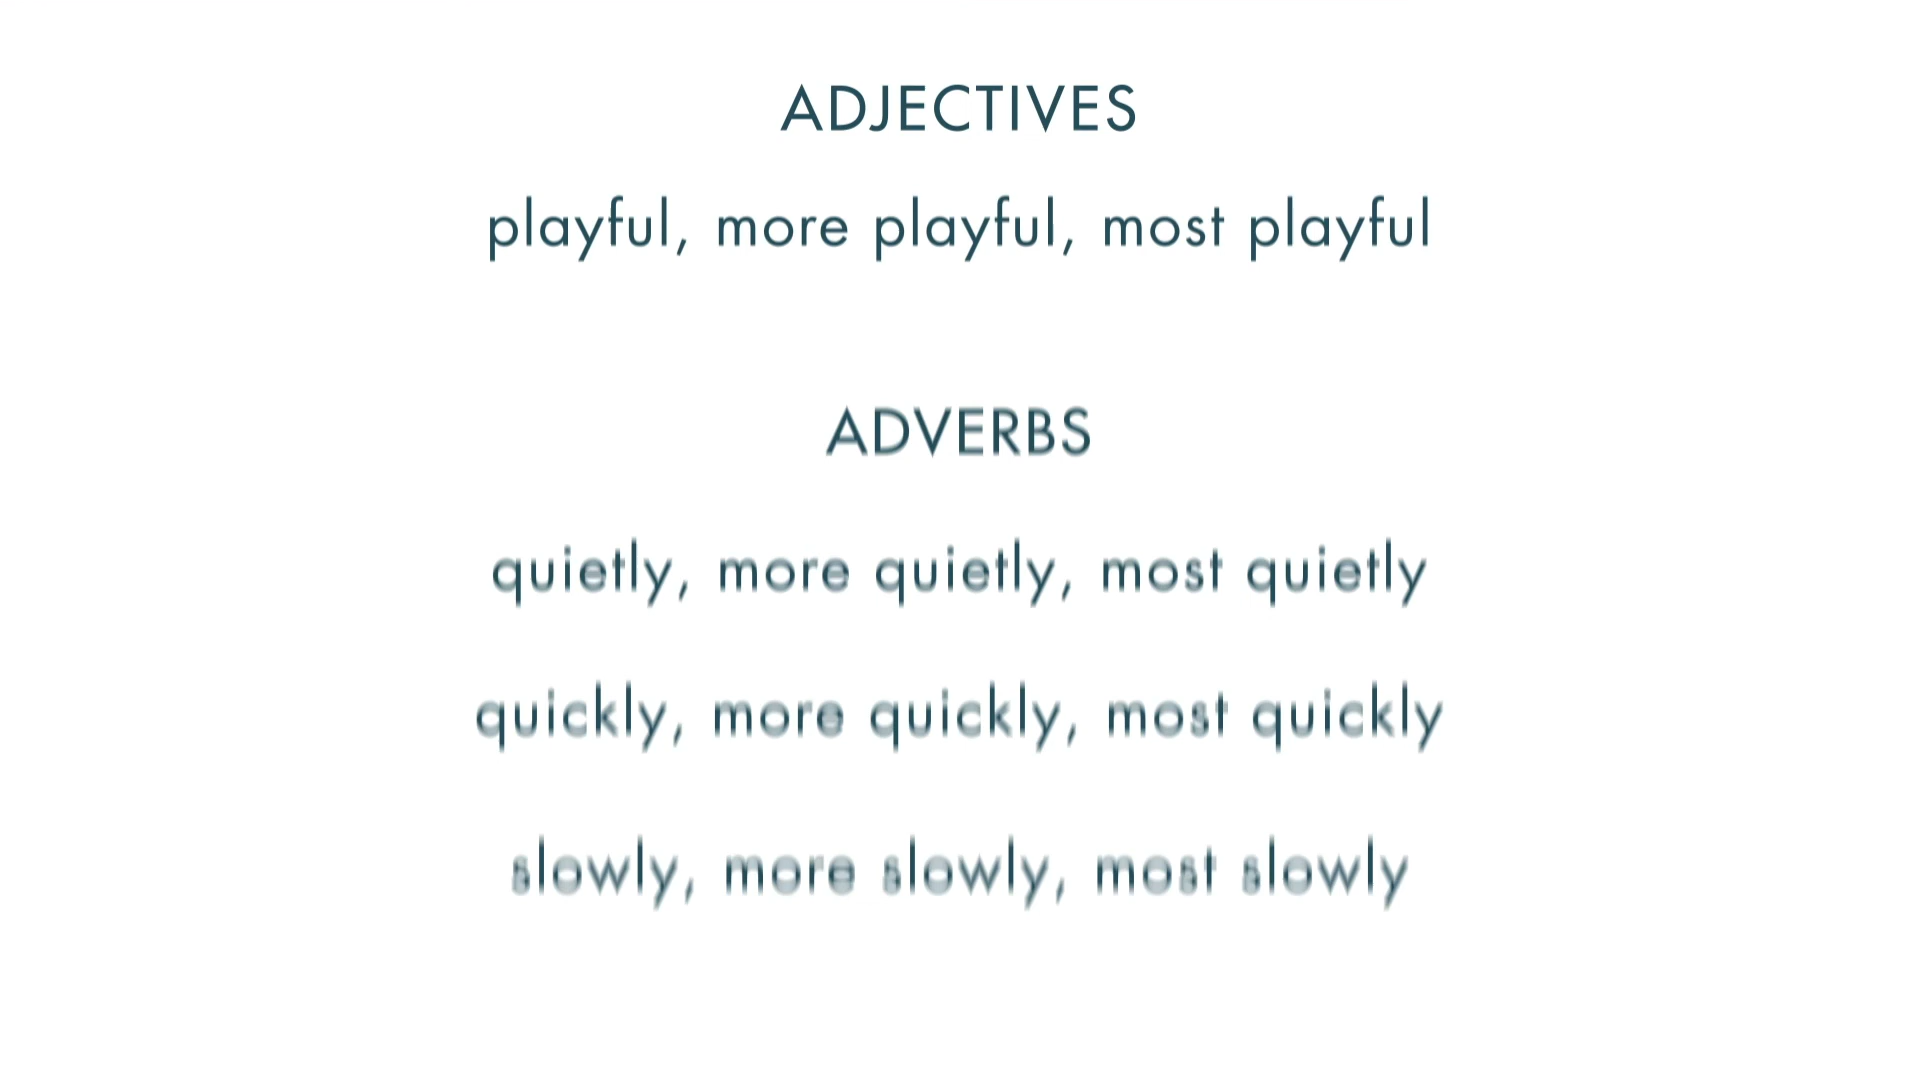 ADJECTIVES
playful, more playful, most playful
ADVERBS
quietly, more quietly, most quietly
quickly, more quickly, most quickly
slowly, more slowly, most slowly